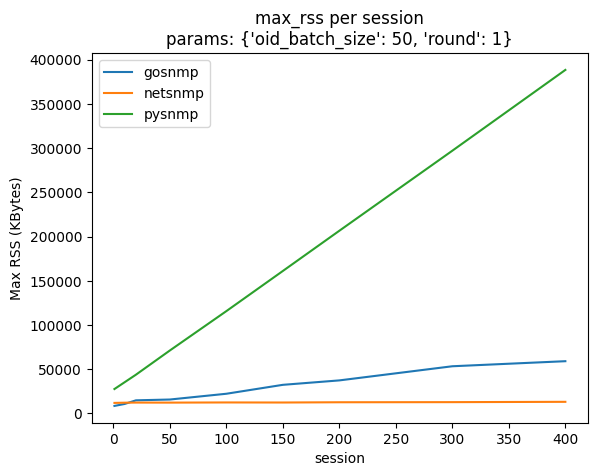 max_rss per session
params: {'oid_batch_size': 50, 'round': 1}
gosnmp
netsnmp
pysnmp
400000
350000
300000
250000
200000
150000
100000
50000
0
Max RSS (KBytes)
0 50 100 150 200 250 300 350 400
session